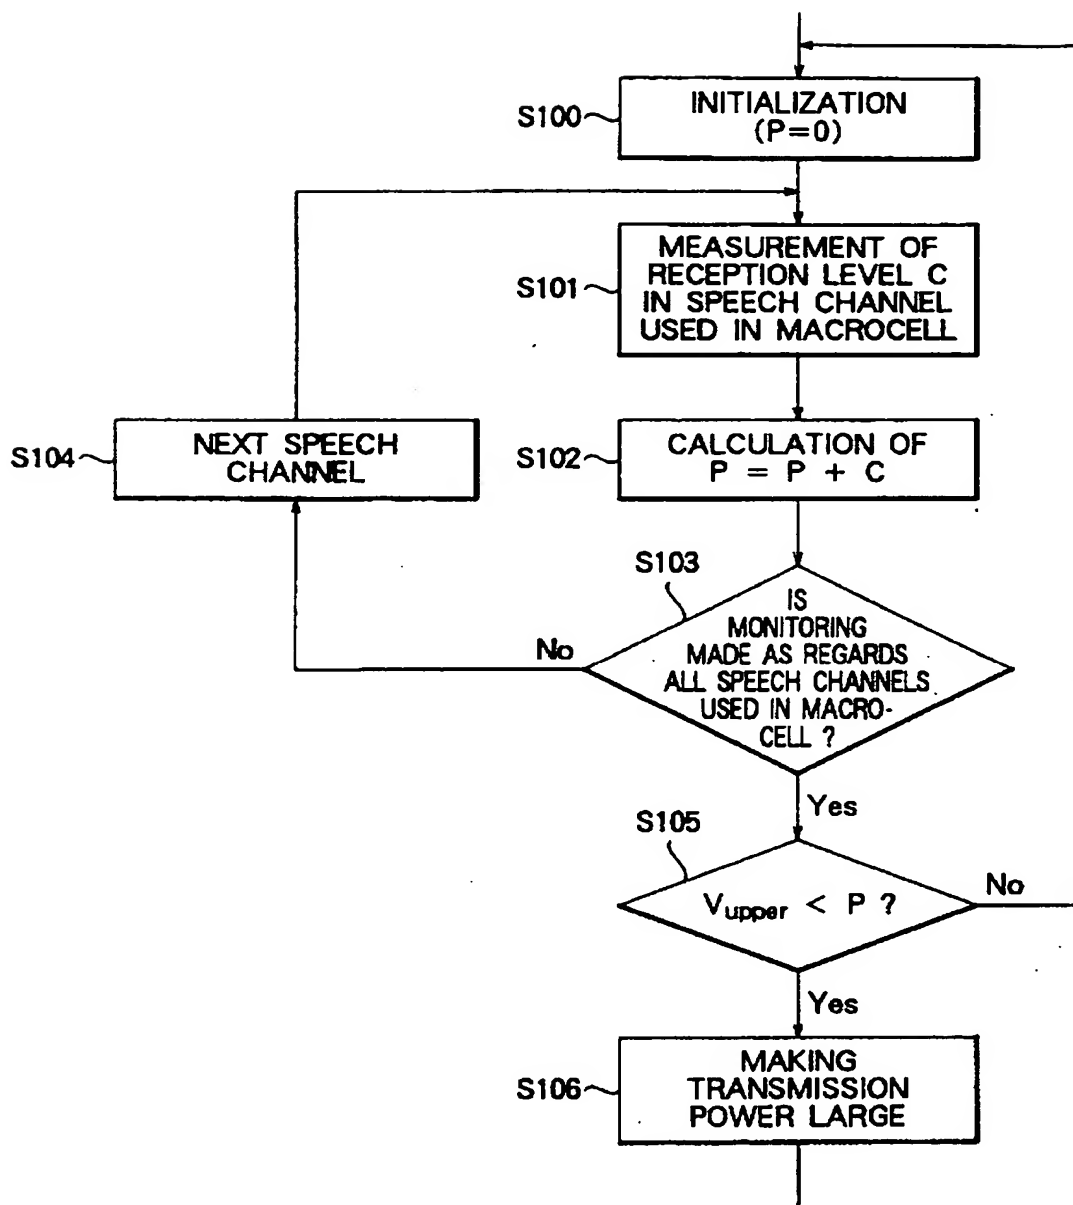 S100
INITIALIZATION
(P=0)
S101
MEASUREMENT OF
RECEPTION LEVEL C
IN SPEECH CHANNEL
USED IN MACROCELL
S104
NEXT SPEECH
CHANNEL
S102
CALCULATION OF
P = P + C
S103
IS
MONITORING
MADE AS REGARDS
ALL SPEECH CHANNELS
USED IN MACRO-
CELL ?
No
Yes
S105
Vupper < P ?
No
Yes
S106
MAKING
TRANSMISSION
POWER LARGE